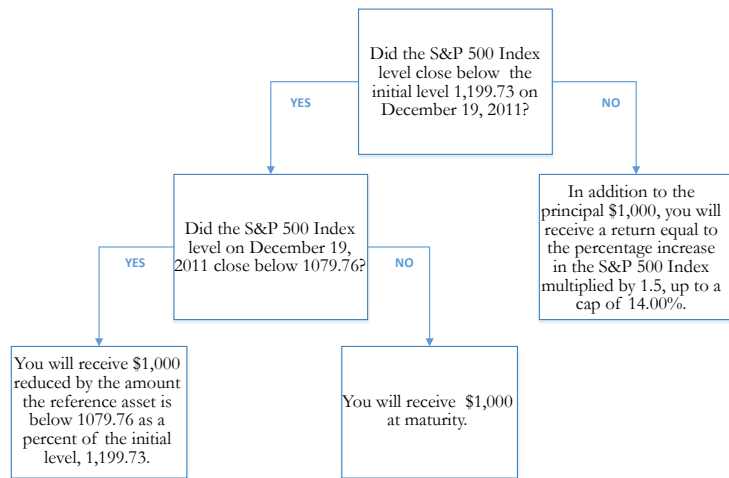 Did the S&P 500 Index
level close below the
initial level 1,199.73 on
December 19, 2011?
YES
NO
Did the S&P 500 Index
level on December 19,
2011 close below 1079.76?
In addition to the
principal $1,000, you will
receive a return equal to
the percentage increase
in the S&P 500 Index
multiplied by 1.5, up to a
cap of 14.00%.
YES
NO
You will receive $1,000
reduced by the amount
the reference asset is
below 1079.76 as a
percent of the initial
level, 1,199.73.
You will receive $1,000
at maturity.